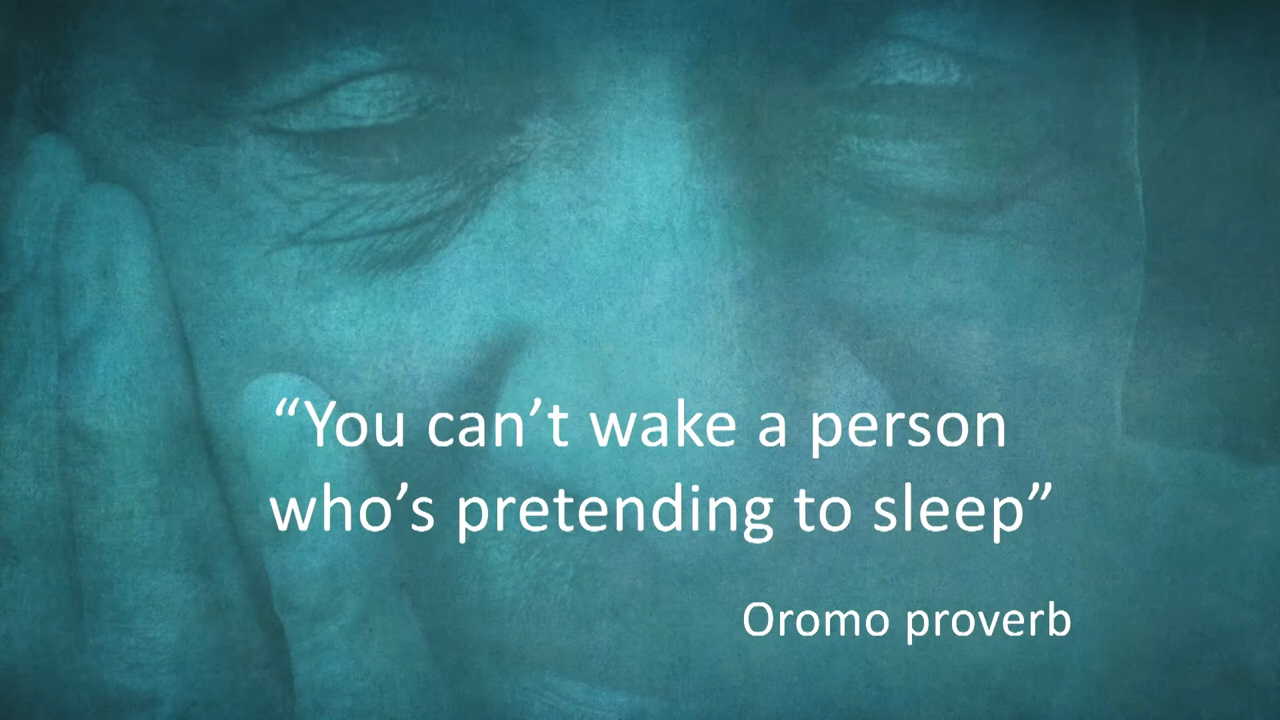 “You can’t wake a person
who’s pretending to sleep”
Oromo proverb